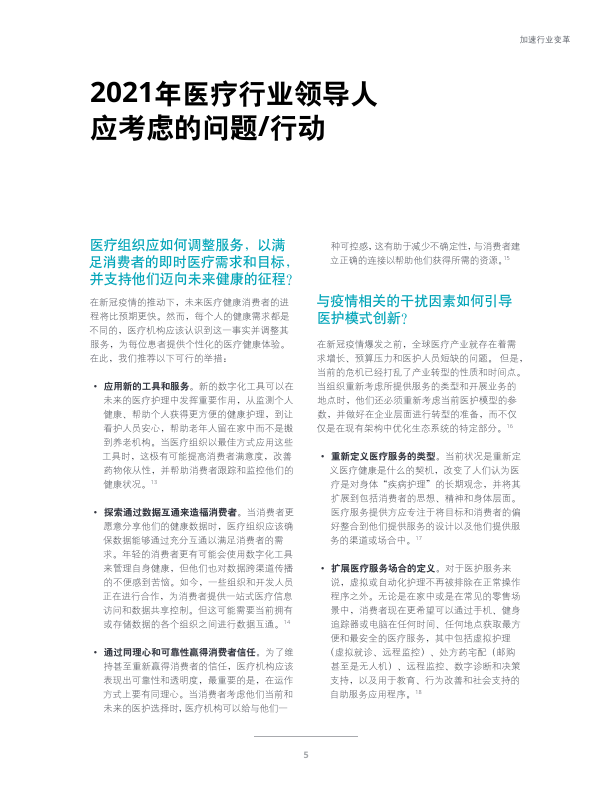 加速行业变革
2021年医疗行业领导人
应考虑的问题/行动
医疗组织应如何调整服务，以满
足消费者的即时医疗需求和目标，
并支持他们迈向未来健康的征程？
在新冠疫情的推动下，未来医疗健康消费者的进
程将比预期更快。然而，每个人的健康需求都是
不同的，医疗机构应该认识到这一事实并调整其
服务，为每位患者提供个性化的医疗健康体验。
在此，我们推荐以下可行的举措：
• 应用新的工具和服务。新的数字化工具可以在
未来的医疗护理中发挥重要作用，从监测个人
健康、帮助个人获得更方便的健康护理，到让
看护人员安心，帮助老年人留在家中而不是搬
到养老机构。当医疗组织以最佳方式应用这些
工具时，这极有可能提高消费者满意度，改善
药物依从性，并帮助消费者跟踪和监控他们的
健康状况。13
• 探索通过数据互通来造福消费者。当消费者更
愿意分享他们的健康数据时，医疗组织应该确
保数据能够通过充分互通以满足消费者的需
求。年轻的消费者更有可能会使用数字化工具
来管理自身健康，但他们也对数据跨渠道传播
的不便感到苦恼。如今，一些组织和开发人员
正在进行合作，为消费者提供一站式医疗信息
访问和数据共享控制。但这可能需要当前拥有
或存储数据的各个组织之间进行数据互通。14
• 通过同理心和可靠性赢得消费者信任。为了维
持甚至重新赢得消费者的信任，医疗机构应该
表现出可靠性和透明度，最重要的是，在运作
方式上要有同理心。当消费者考虑他们当前和
未来的医护选择时，医疗机构可以给与他们一
种可控感，这有助于减少不确定性，与消费者建
立正确的连接以帮助他们获得所需的资源。15
与疫情相关的干扰因素如何引导
医护模式创新？
在新冠疫情爆发之前，全球医疗产业就存在着需
求增长、预算压力和医护人员短缺的问题。但是，
当前的危机已经打乱了产业转型的性质和时间点。
当组织重新考虑所提供服务的类型和开展业务的
地点时，他们还必须重新考虑当前医护模型的参
数，并做好在企业层面进行转型的准备，而不仅
仅是在现有架构中优化生态系统的特定部分。16
• 重新定义医疗服务的类型。当前状况是重新定
义医疗健康是什么的契机，改变了人们认为医
疗是对身体“疾病护理”的长期观念，并将其
扩展到包括消费者的思想、精神和身体层面。
医疗服务提供方应专注于将目标和消费者的偏
好整合到他们提供服务的设计以及他们提供服
务的渠道或场合中。17
• 扩展医疗服务场合的定义。对于医护服务来
说，虚拟或自动化护理不再被排除在正常操作
程序之外。无论是在家中或是在常见的零售场
景中，消费者现在更希望可以通过手机、健身
追踪器或电脑在任何时间、任何地点获取最方
便和最安全的医疗服务，其中包括虚拟护理
（虚拟就诊、远程监控）、处方药宅配（邮购
甚至是无人机）、远程监控、数字诊断和决策
支持，以及用于教育、行为改善和社会支持的
自助服务应用程序。18
5